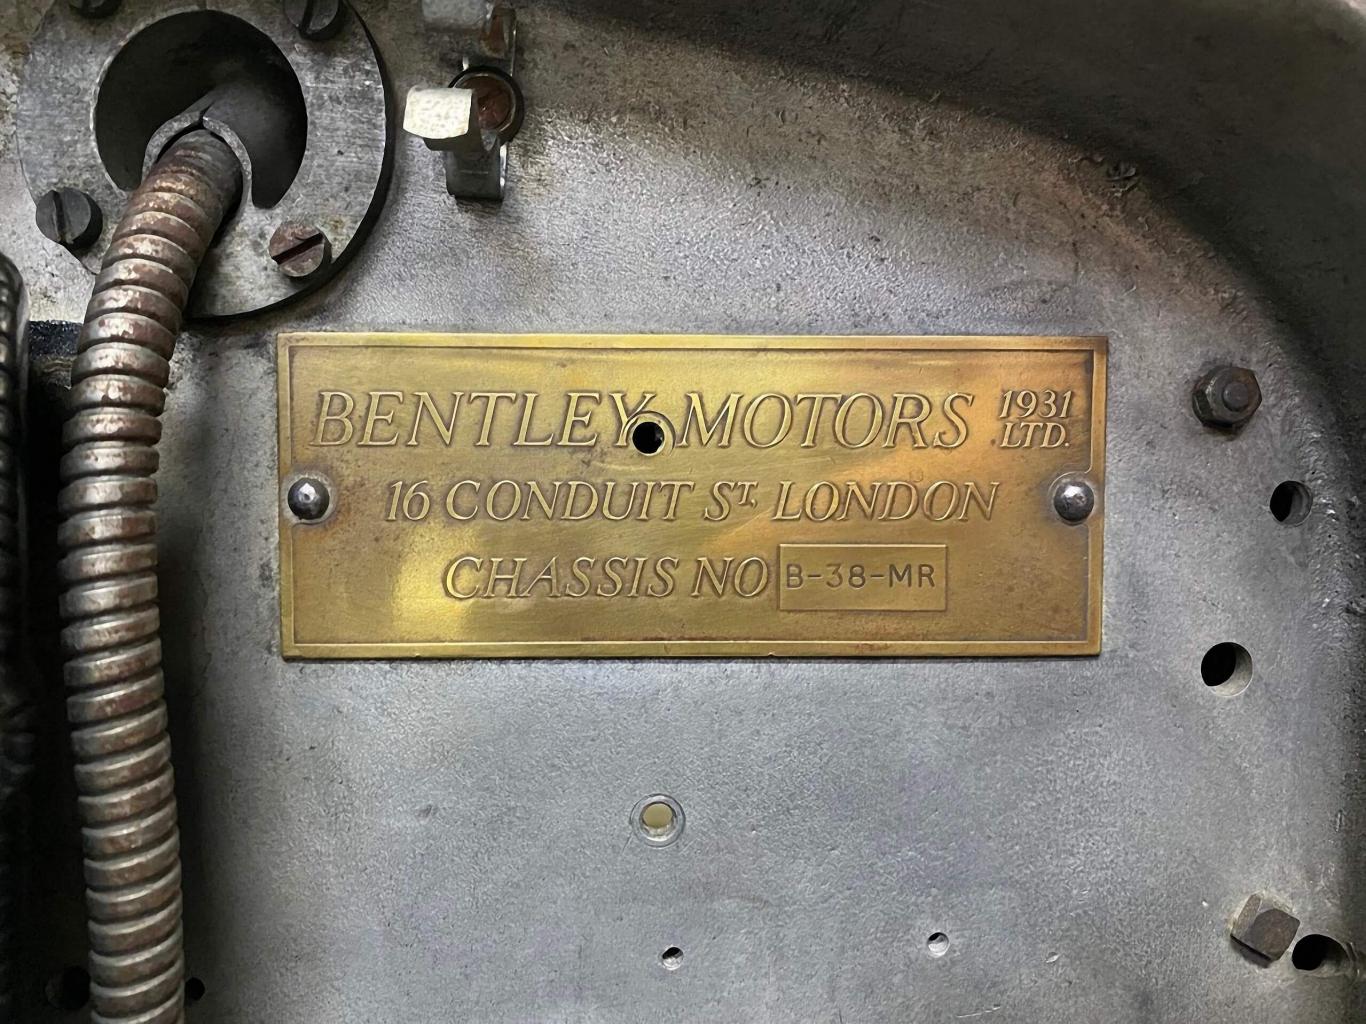 BENTLEY MOTORS 1931 LTD.
16 CONDUIT ST. LONDON
CHASSIS NO B-38-MR